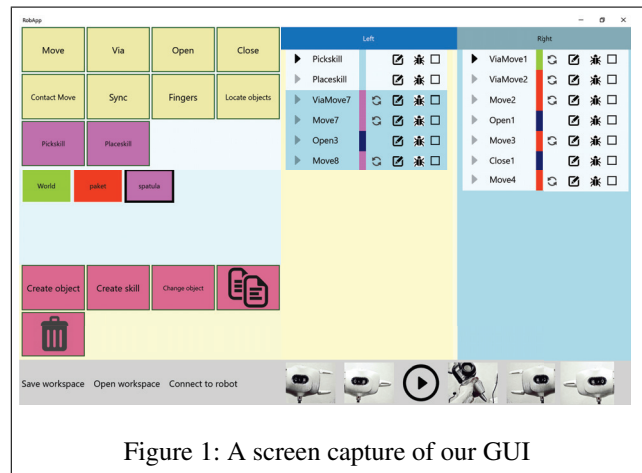 RobApp
Move Via Open Close
Contact Move Sync Fingers Locate objects
Pickskill Placeskill
World paket spatula
Create object Create skill Change object
Save workspace Open workspace Connect to robot
Left
Pickskill
Placeskill
ViaMove7
Move7
Open3
Move8
Right
ViaMove1
ViaMove2
Move2
Open1
Move3
Close1
Move4
Figure 1: A screen capture of our GUI